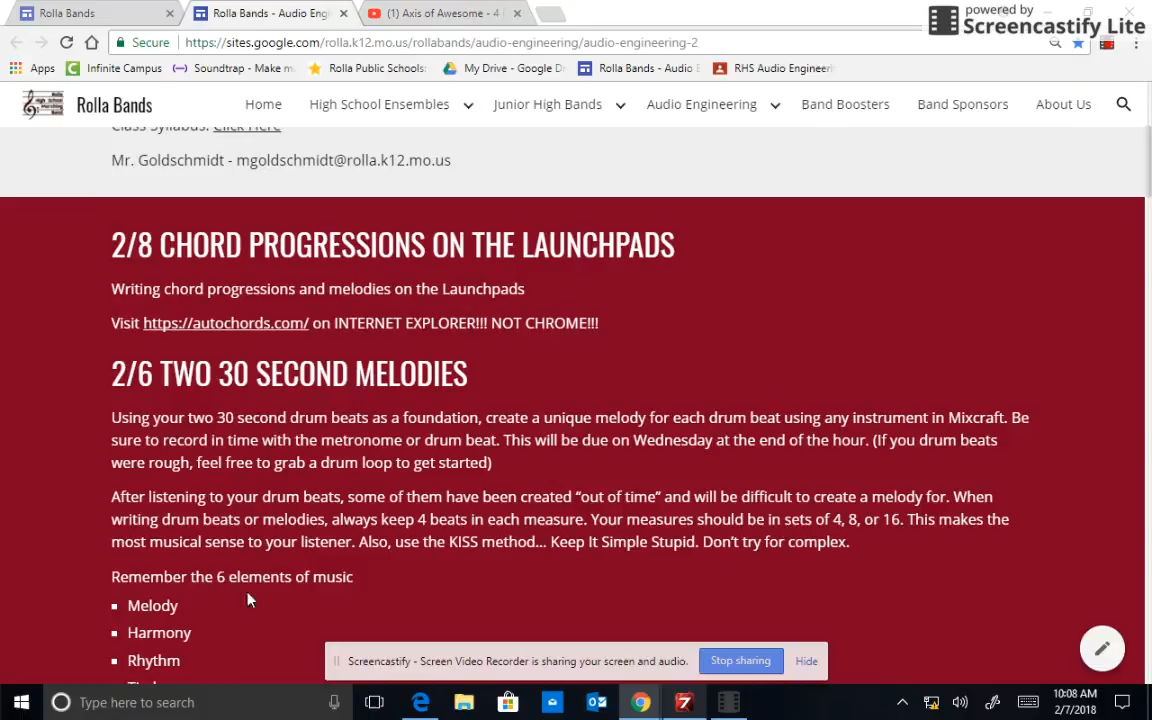 Rolla Bands
Rolla Bands - Audio Eng
(1) Axis of Awesome - 4
powered by
Screencastify Lite
Secure
https://sites.google.com/rolla.k12.mo.us/rollabands/audio-engineering/audio-engineering-2
Apps
Infinite Campus
Soundtrap - Make m
Rolla Public Schools:
My Drive - Google D
Rolla Bands - Audio E
RHS Audio Engineeri
Rolla Bands
Home
High School Ensembles
Junior High Bands
Audio Engineering
Band Boosters
Band Sponsors
About Us
Class Syllabus: Click Here
Mr. Goldschmidt - mgoldschmidt@rolla.k12.mo.us
2/8 CHORD PROGRESSIONS ON THE LAUNCHPADS
Writing chord progressions and melodies on the Launchpads
Visit https://autochords.com/ on INTERNET EXPLORER!!! NOT CHROME!!!
2/6 TWO 30 SECOND MELODIES
Using your two 30 second drum beats as a foundation, create a unique melody for each drum beat using any instrument in Mixcraft. Be
sure to record in time with the metronome or drum beat. This will be due on Wednesday at the end of the hour. (If you drum beats
were rough, feel free to grab a drum loop to get started)
After listening to your drum beats, some of them have been created “out of time” and will be difficult to create a melody for. When
writing drum beats or melodies, always keep 4 beats in each measure. Your measures should be in sets of 4, 8, or 16. This makes the
most musical sense to your listener. Also, use the KISS method... Keep It Simple Stupid. Don’t try for complex.
Remember the 6 elements of music
Melody
Harmony
Rhythm
Screencastify - Screen Video Recorder is sharing your screen and audio.
Stop sharing
Hide
Type here to search
10:08 AM
2/7/2018